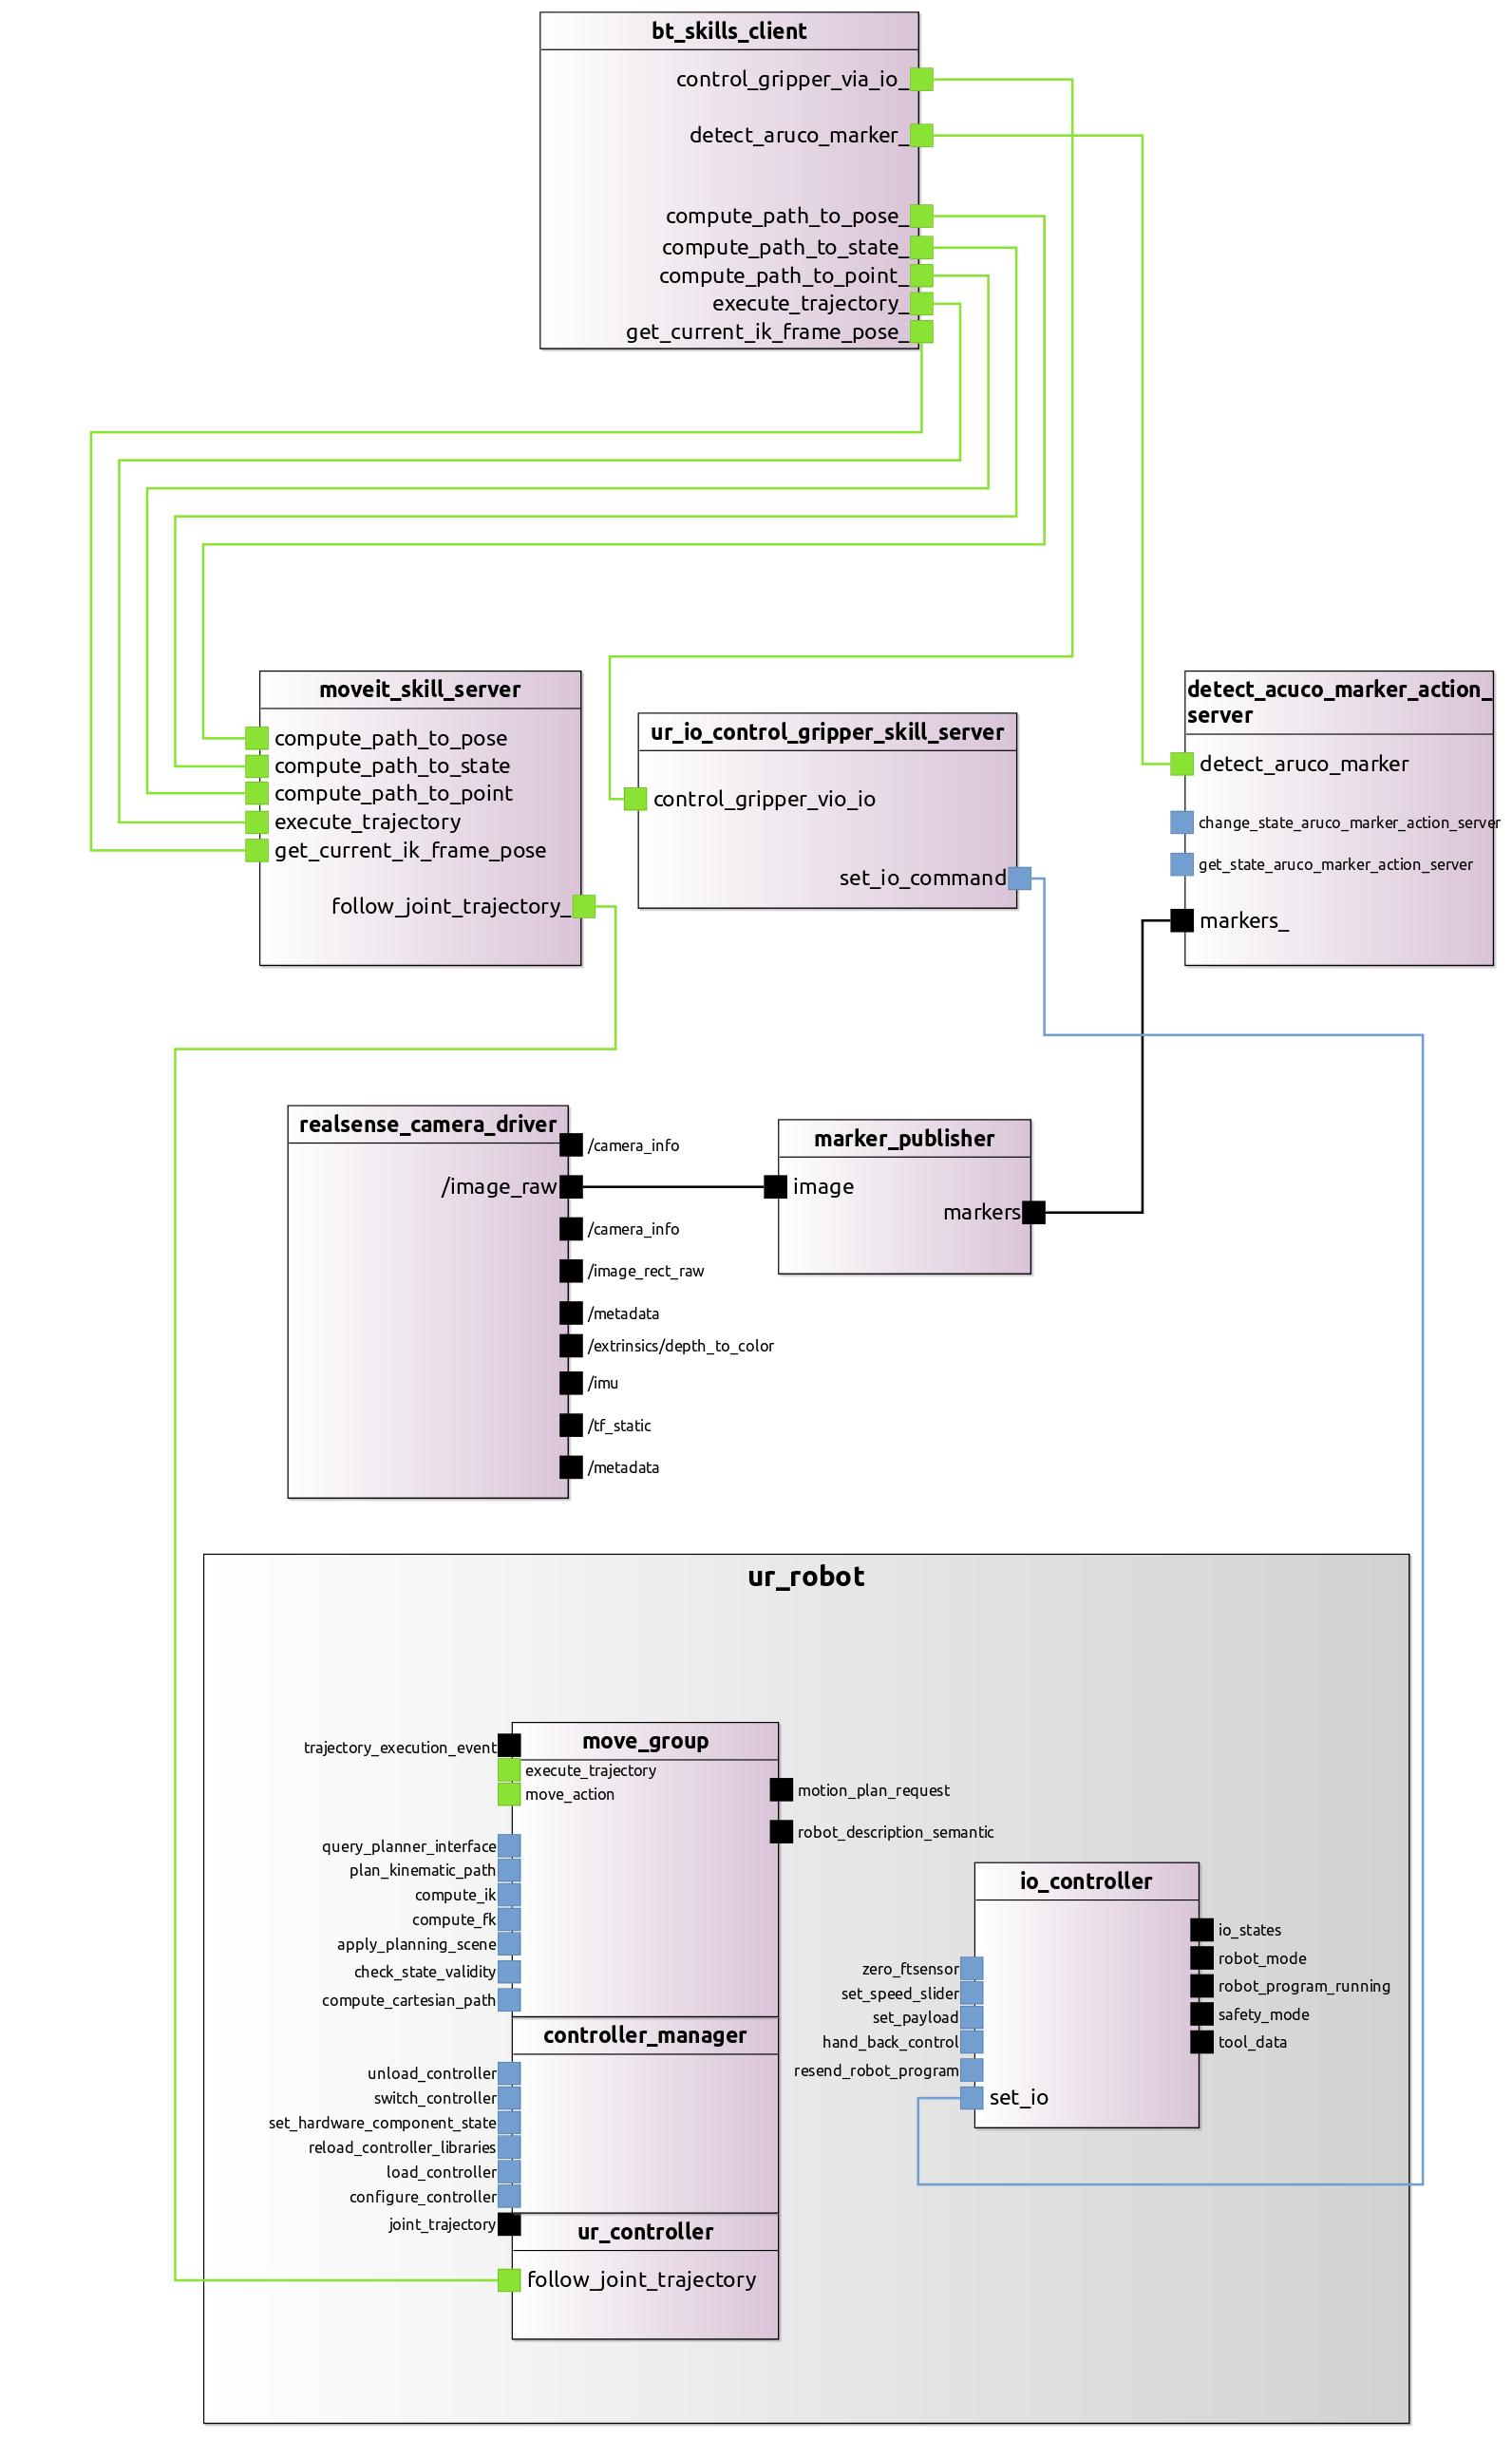 bt_skills_client
control_gripper_via_io_
detect_aruco_marker_
compute_path_to_pose_
compute_path_to_state_
compute_path_to_point_
execute_trajectory_
get_current_ik_frame_pose_
moveit_skill_server
compute_path_to_pose
compute_path_to_state
compute_path_to_point
execute_trajectory
get_current_ik_frame_pose
follow_joint_trajectory_
ur_io_control_gripper_skill_server
control_gripper_vio_io
set_io_command
detect_acuco_marker_action_
server
detect_aruco_marker
change_state_aruco_marker_action_server
get_state_aruco_marker_action_server
markers_
realsense_camera_driver
/camera_info
/image_raw
/camera_info
/image_rect_raw
/metadata
/extrinsics/depth_to_color
/imu
/tf_static
/metadata
marker_publisher
image
markers
ur_robot
move_group
trajectory_execution_event
execute_trajectory
move_action
motion_plan_request
robot_description_semantic
query_planner_interface
plan_kinematic_path
compute_ik
compute_fk
apply_planning_scene
check_state_validity
compute_cartesian_path
controller_manager
unload_controller
switch_controller
set_hardware_component_state
reload_controller_libraries
load_controller
configure_controller
joint_trajectory
ur_controller
follow_joint_trajectory
io_controller
io_states
robot_mode
robot_program_running
safety_mode
tool_data
zero_ftsensor
set_speed_slider
set_payload
hand_back_control
resend_robot_program
set_io